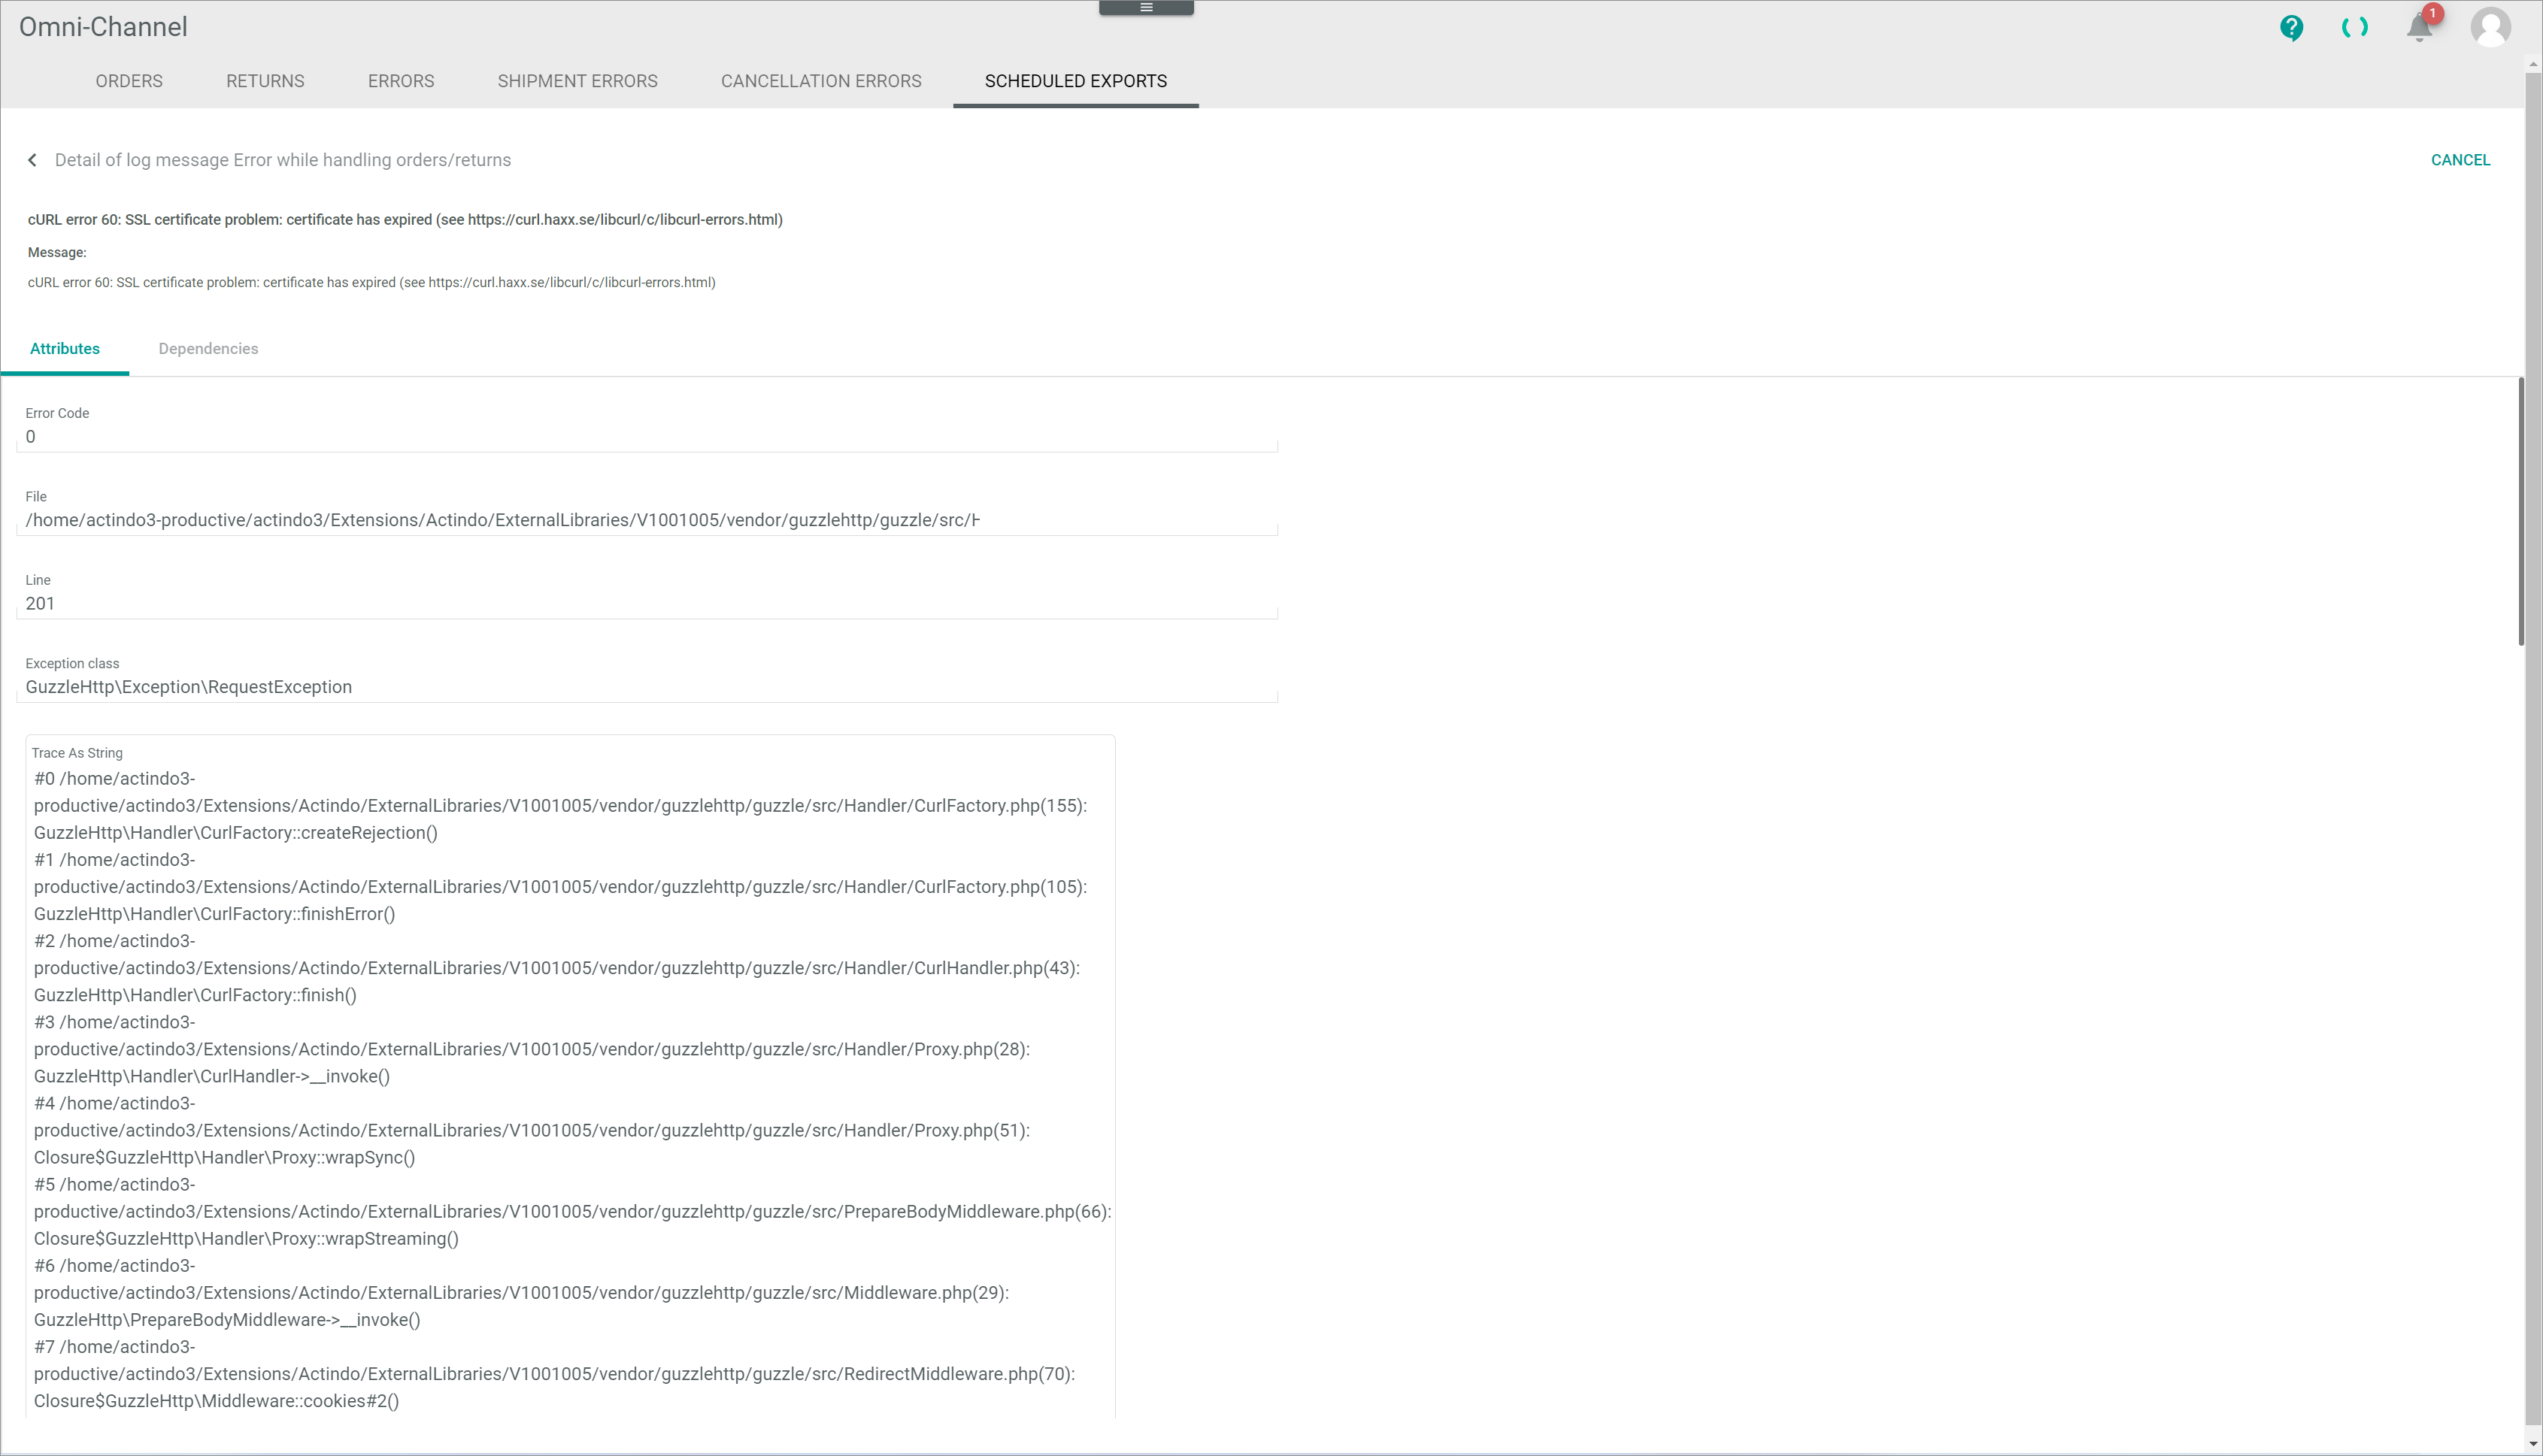 Omni-Channel
1
ORDERS RETURNS ERRORS SHIPMENT ERRORS CANCELLATION ERRORS SCHEDULED EXPORTS
Detail of log message Error while handling orders/returns
CANCEL
cURL error 60: SSL certificate problem: certificate has expired (see https://curl.haxx.se/libcurl/c/libcurl-errors.html)
Message:
cURL error 60: SSL certificate problem: certificate has expired (see https://curl.haxx.se/libcurl/c/libcurl-errors.html)
Attributes Dependencies
Error Code
0
File
/home/actindo3-productive/actindo3/Extensions/Actindo/ExternalLibraries/V1001005/vendor/guzzlehttp/guzzle/src/H
Line
201
Exception class
GuzzleHttp\Exception\RequestException
Trace As String
#0 /home/actindo3-
productive/actindo3/Extensions/Actindo/ExternalLibraries/V1001005/vendor/guzzlehttp/guzzle/src/Handler/CurlFactory.php(155):
GuzzleHttp\Handler\CurlFactory::createRejection()
#1 /home/actindo3-
productive/actindo3/Extensions/Actindo/ExternalLibraries/V1001005/vendor/guzzlehttp/guzzle/src/Handler/CurlFactory.php(105):
GuzzleHttp\Handler\CurlFactory::finishError()
#2 /home/actindo3-
productive/actindo3/Extensions/Actindo/ExternalLibraries/V1001005/vendor/guzzlehttp/guzzle/src/Handler/CurlHandler.php(43):
GuzzleHttp\Handler\CurlFactory::finish()
#3 /home/actindo3-
productive/actindo3/Extensions/Actindo/ExternalLibraries/V1001005/vendor/guzzlehttp/guzzle/src/Handler/Proxy.php(28):
GuzzleHttp\Handler\CurlHandler->__invoke()
#4 /home/actindo3-
productive/actindo3/Extensions/Actindo/ExternalLibraries/V1001005/vendor/guzzlehttp/guzzle/src/Handler/Proxy.php(51):
Closure$GuzzleHttp\Handler\Proxy::wrapSync()
#5 /home/actindo3-
productive/actindo3/Extensions/Actindo/ExternalLibraries/V1001005/vendor/guzzlehttp/guzzle/src/PrepareBodyMiddleware.php(66):
Closure$GuzzleHttp\Handler\Proxy::wrapStreaming()
#6 /home/actindo3-
productive/actindo3/Extensions/Actindo/ExternalLibraries/V1001005/vendor/guzzlehttp/guzzle/src/Middleware.php(29):
GuzzleHttp\PrepareBodyMiddleware->__invoke()
#7 /home/actindo3-
productive/actindo3/Extensions/Actindo/ExternalLibraries/V1001005/vendor/guzzlehttp/guzzle/src/RedirectMiddleware.php(70):
Closure$GuzzleHttp\Middleware::cookies#2()